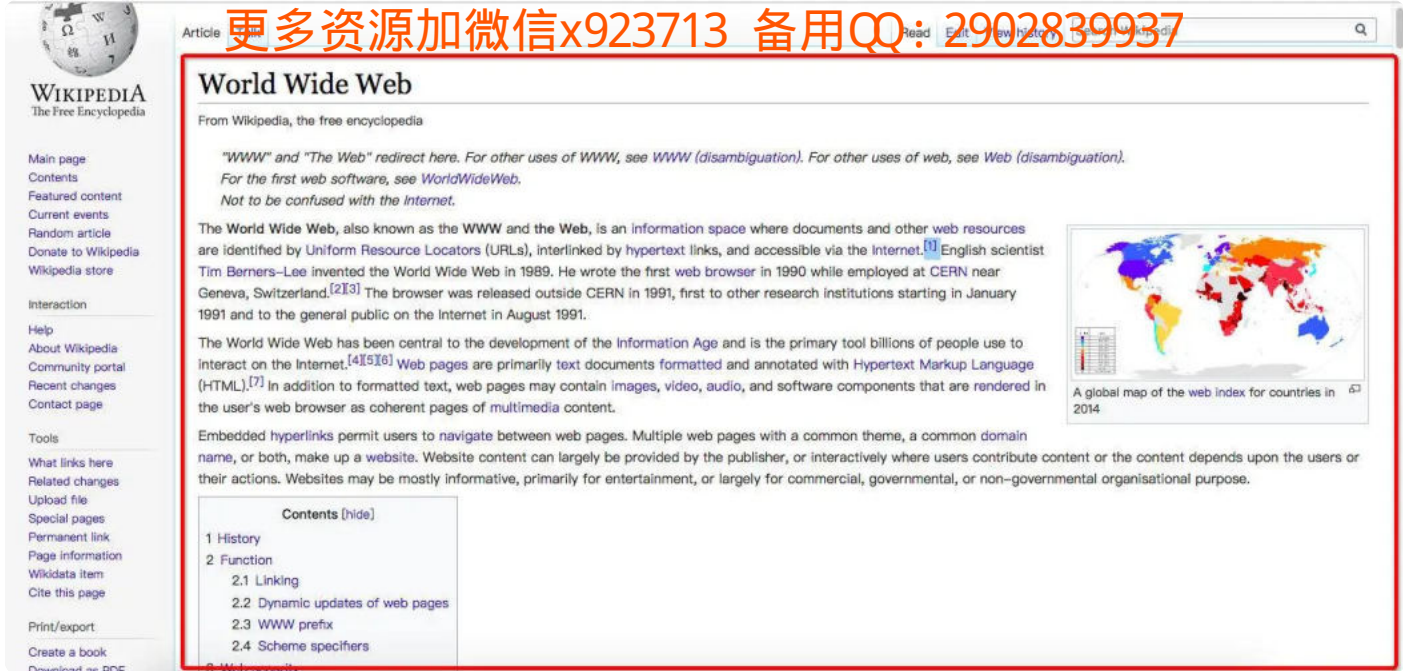 更多资源加微信x923713 备用QQ：2902839937
Article
Read Edit View history
WIKIPEDIA
The Free Encyclopedia
Main page
Contents
Featured content
Current events
Random article
Donate to Wikipedia
Wikipedia store
Interaction
Help
About Wikipedia
Community portal
Recent changes
Contact page
Tools
What links here
Related changes
Upload file
Special pages
Permanent link
Page information
Wikidata item
Cite this page
Print/export
Create a book
Download as PDF
World Wide Web
From Wikipedia, the free encyclopedia
"WWW" and "The Web" redirect here. For other uses of WWW, see WWW (disambiguation). For other uses of web, see Web (disambiguation).
For the first web software, see WorldWideWeb.
Not to be confused with the Internet.
The World Wide Web, also known as the WWW and the Web, is an information space where documents and other web resources
are identified by Uniform Resource Locators (URLs), interlinked by hypertext links, and accessible via the Internet.[1] English scientist
Tim Berners–Lee invented the World Wide Web in 1989. He wrote the first web browser in 1990 while employed at CERN near
Geneva, Switzerland.[2][3] The browser was released outside CERN in 1991, first to other research institutions starting in January
1991 and to the general public on the Internet in August 1991.
The World Wide Web has been central to the development of the Information Age and is the primary tool billions of people use to
interact on the Internet.[4][5][6] Web pages are primarily text documents formatted and annotated with Hypertext Markup Language
(HTML).[7] In addition to formatted text, web pages may contain images, video, audio, and software components that are rendered in
the user's web browser as coherent pages of multimedia content.
A global map of the web index for countries in
2014
Embedded hyperlinks permit users to navigate between web pages. Multiple web pages with a common theme, a common domain
name, or both, make up a website. Website content can largely be provided by the publisher, or interactively where users contribute content or the content depends upon the users or
their actions. Websites may be mostly informative, primarily for entertainment, or largely for commercial, governmental, or non–governmental organisational purpose.
Contents [hide]
1 History
2 Function
2.1 Linking
2.2 Dynamic updates of web pages
2.3 WWW prefix
2.4 Scheme specifiers